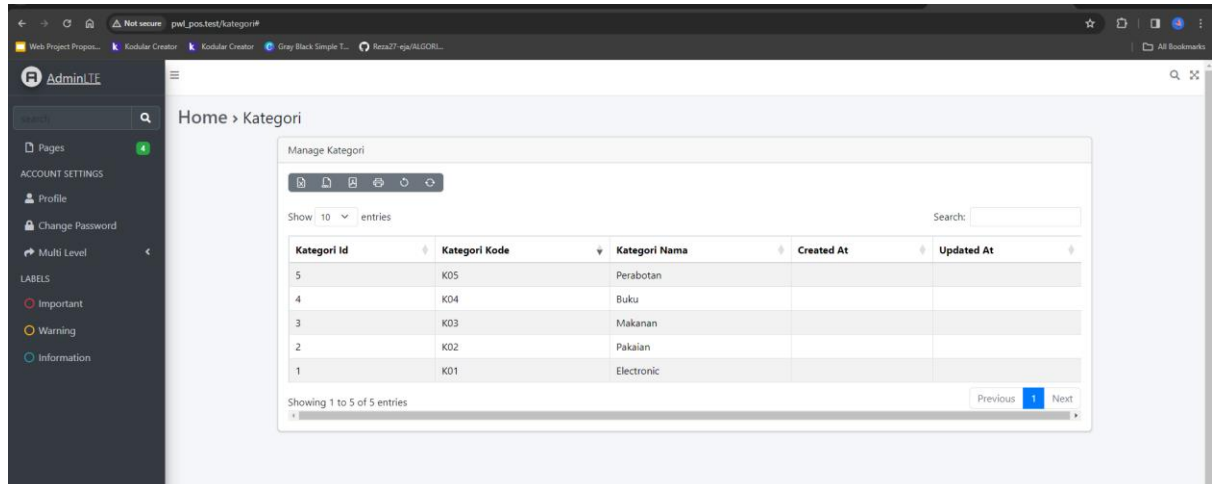 Not secure pwl_pos.test/kategori#
Web Project Propos... Kodular Creator Kodular Creator Gray Black Simple T... Reza27-eja/ALGORI... All Bookmarks
AdminLTE
search
Home › Kategori
Pages 4
Manage Kategori
ACCOUNT SETTINGS
Profile
Change Password
Show 10 entries Search:
Multi Level
Kategori Id Kategori Kode Kategori Nama Created At Updated At
LABELS
5 K05 Perabotan
Important
4 K04 Buku
Warning
3 K03 Makanan
Information
2 K02 Pakaian
1 K01 Electronic
Showing 1 to 5 of 5 entries Previous 1 Next